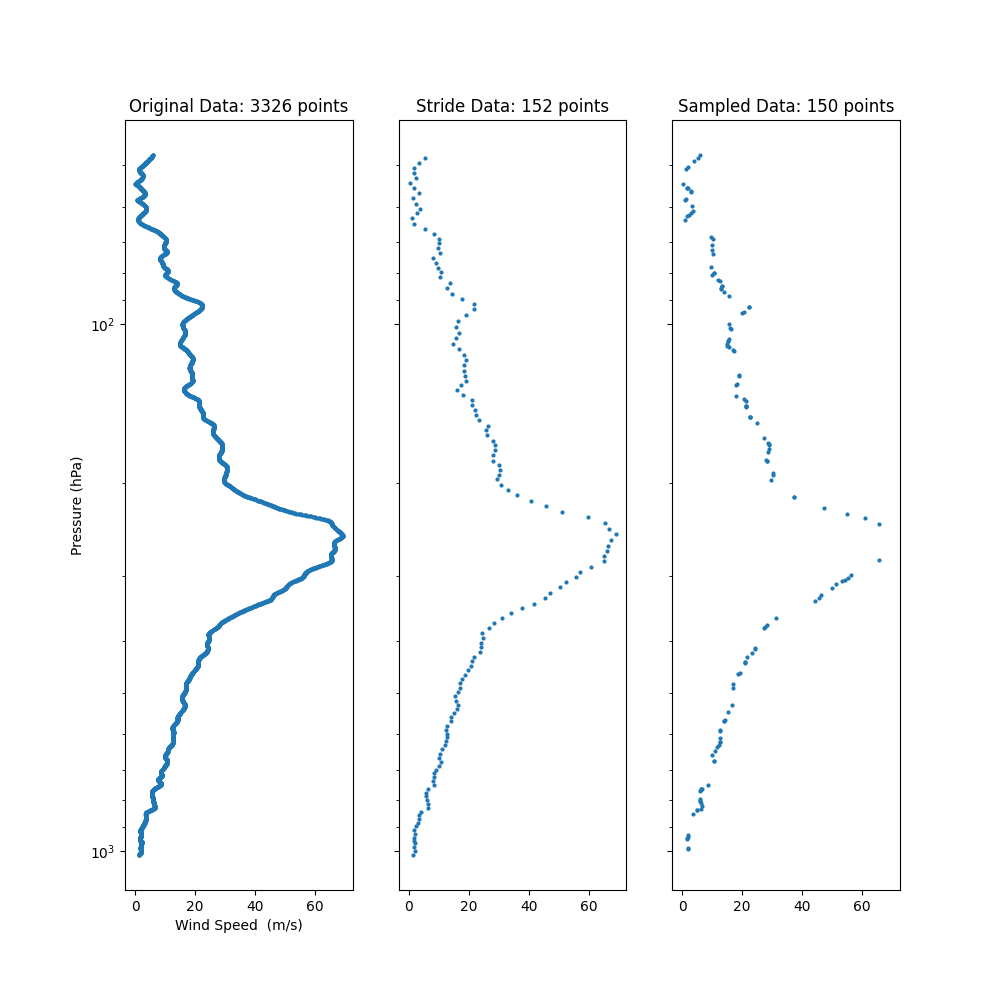 Original Data: 3326 points
Stride Data: 152 points
Sampled Data: 150 points
10²
10³
Pressure (hPa)
0 20 40 60
0 20 40 60
0 20 40 60
Wind Speed  (m/s)